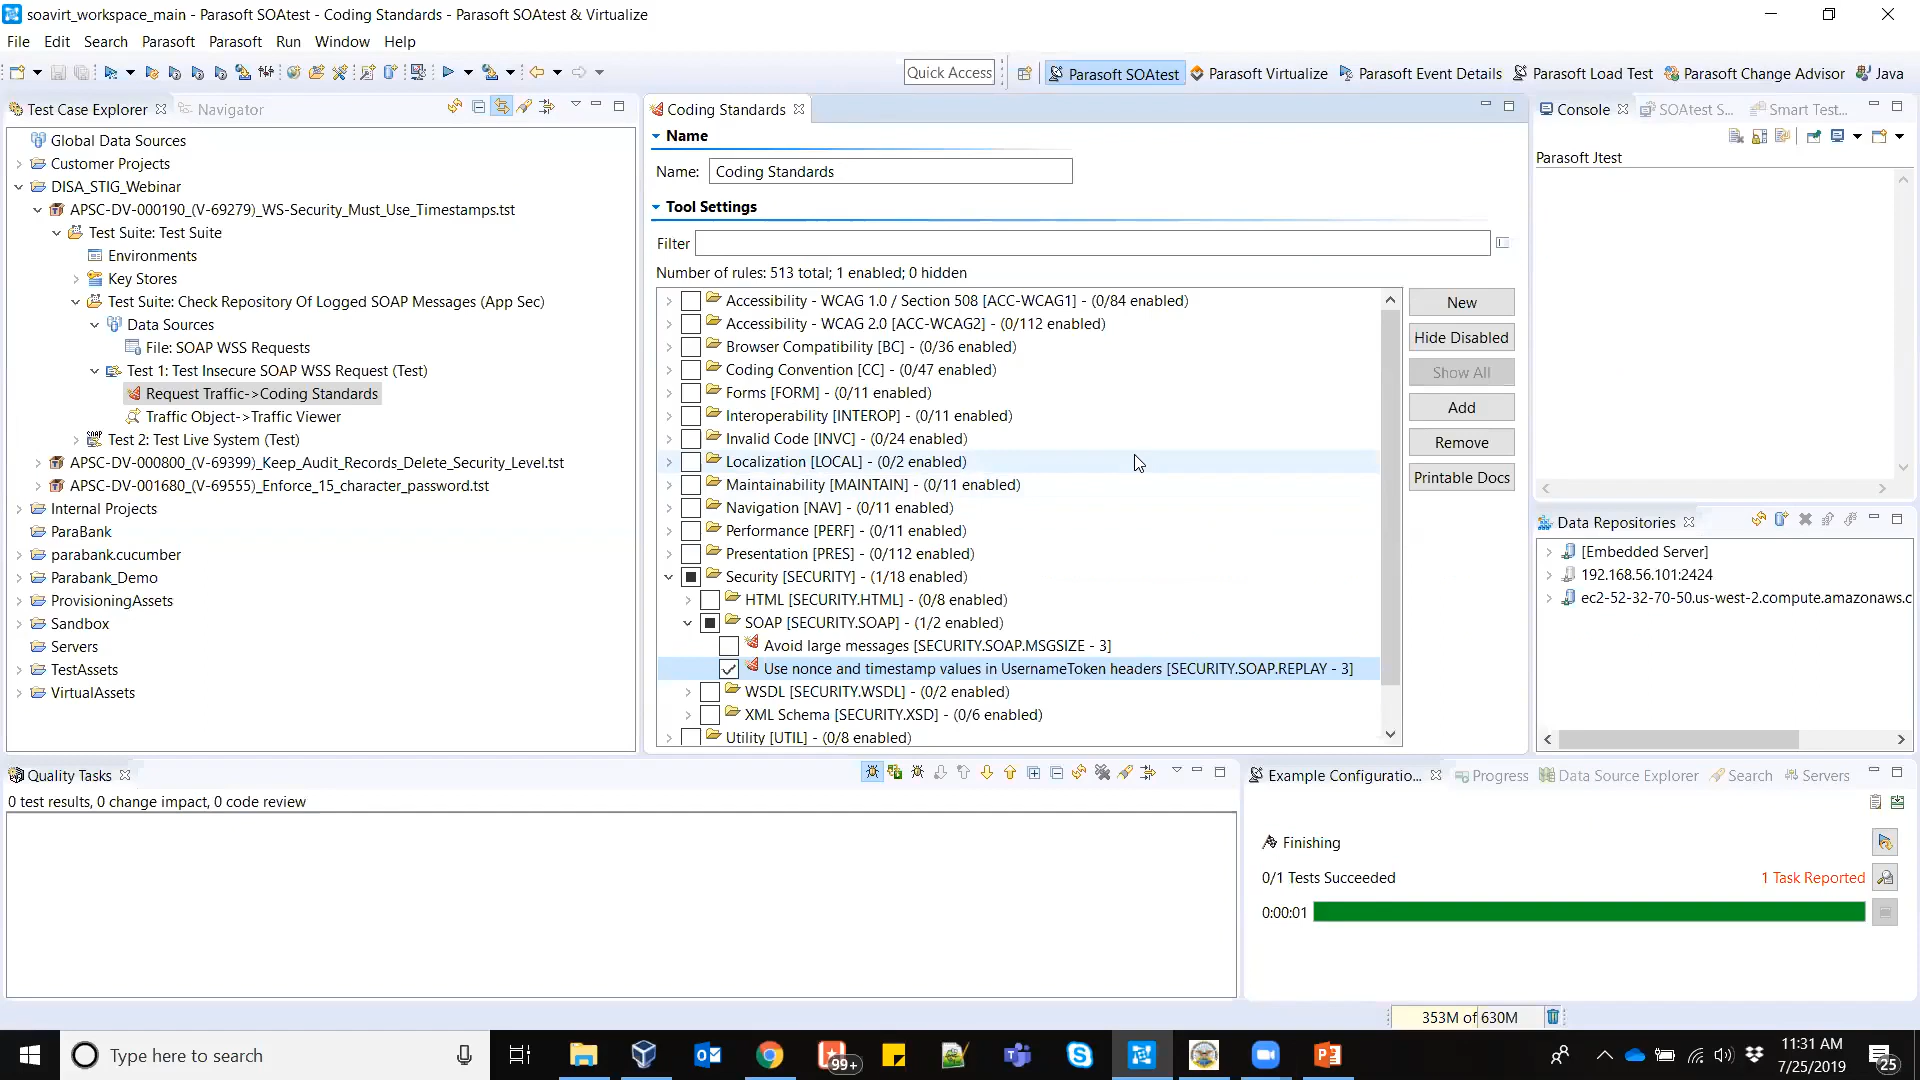 soavirt_workspace_main - Parasoft SOAtest - Coding Standards - Parasoft SOAtest & Virtualize
File Edit Search Parasoft Parasoft Run Window Help
Quick Access Parasoft SOAtest Parasoft Virtualize Parasoft Event Details Parasoft Load Test Parasoft Change Advisor Java
Test Case Explorer Navigator
Global Data Sources
Customer Projects
DISA_STIG_Webinar
APSC-DV-000190_(V-69279)_WS-Security_Must_Use_Timestamps.tst
Test Suite: Test Suite
Environments
Key Stores
Test Suite: Check Repository Of Logged SOAP Messages (App Sec)
Data Sources
File: SOAP WSS Requests
Test 1: Test Insecure SOAP WSS Request (Test)
Request Traffic->Coding Standards
Traffic Object->Traffic Viewer
Test 2: Test Live System (Test)
APSC-DV-000800_(V-69399)_Keep_Audit_Records_Delete_Security_Level.tst
APSC-DV-001680_(V-69555)_Enforce_15_character_password.tst
Internal Projects
ParaBank
parabank.cucumber
Parabank_Demo
ProvisioningAssets
Sandbox
Servers
TestAssets
VirtualAssets
Coding Standards
Name
Name: Coding Standards
Tool Settings
Filter
Number of rules: 513 total; 1 enabled; 0 hidden
Accessibility - WCAG 1.0 / Section 508 [ACC-WCAG1] - (0/84 enabled)
Accessibility - WCAG 2.0 [ACC-WCAG2] - (0/112 enabled)
Browser Compatibility [BC] - (0/36 enabled)
Coding Convention [CC] - (0/47 enabled)
Forms [FORM] - (0/11 enabled)
Interoperability [INTEROP] - (0/11 enabled)
Invalid Code [INVC] - (0/24 enabled)
Localization [LOCAL] - (0/2 enabled)
Maintainability [MAINTAIN] - (0/11 enabled)
Navigation [NAV] - (0/11 enabled)
Performance [PERF] - (0/11 enabled)
Presentation [PRES] - (0/112 enabled)
Security [SECURITY] - (1/18 enabled)
HTML [SECURITY.HTML] - (0/8 enabled)
SOAP [SECURITY.SOAP] - (1/2 enabled)
Avoid large messages [SECURITY.SOAP.MSGSIZE - 3]
Use nonce and timestamp values in UsernameToken headers [SECURITY.SOAP.REPLAY - 3]
WSDL [SECURITY.WSDL] - (0/2 enabled)
XML Schema [SECURITY.XSD] - (0/6 enabled)
Utility [UTIL] - (0/8 enabled)
New
Hide Disabled
Show All
Add
Remove
Printable Docs
Console SOAtest S... Smart Test...
Parasoft Jtest
Data Repositories
[Embedded Server]
192.168.56.101:2424
ec2-52-32-70-50.us-west-2.compute.amazonaws.c
Quality Tasks
0 test results, 0 change impact, 0 code review
Example Configuratio... Progress Data Source Explorer Search Servers
Finishing
0/1 Tests Succeeded 1 Task Reported
0:00:01
353M of 630M
Type here to search
99+
11:31 AM
7/25/2019
25